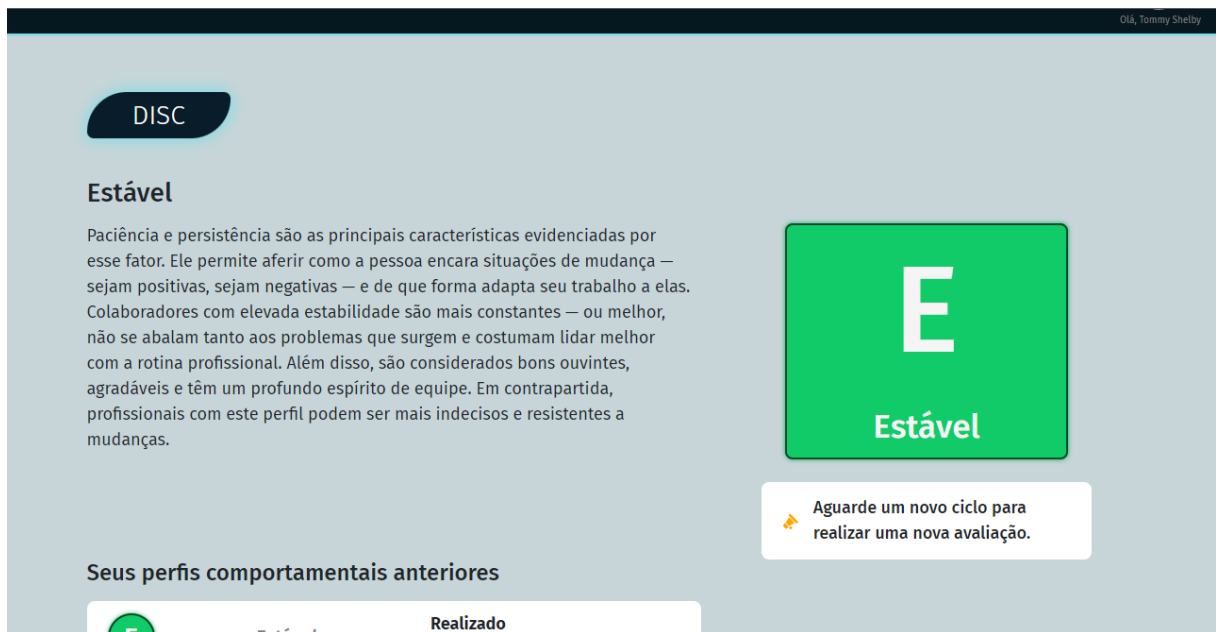 Olá, Tommy Shelby
DISC
Estável
Paciência e persistência são as principais características evidenciadas por
esse fator. Ele permite aferir como a pessoa encara situações de mudança —
sejam positivas, sejam negativas — e de que forma adapta seu trabalho a elas.
Colaboradores com elevada estabilidade são mais constantes — ou melhor,
não se abalam tanto aos problemas que surgem e costumam lidar melhor
com a rotina profissional. Além disso, são considerados bons ouvintes,
agradáveis e têm um profundo espírito de equipe. Em contrapartida,
profissionais com este perfil podem ser mais indecisos e resistentes a
mudanças.
E
Estável
Aguarde um novo ciclo para
realizar uma nova avaliação.
Seus perfis comportamentais anteriores
Realizado